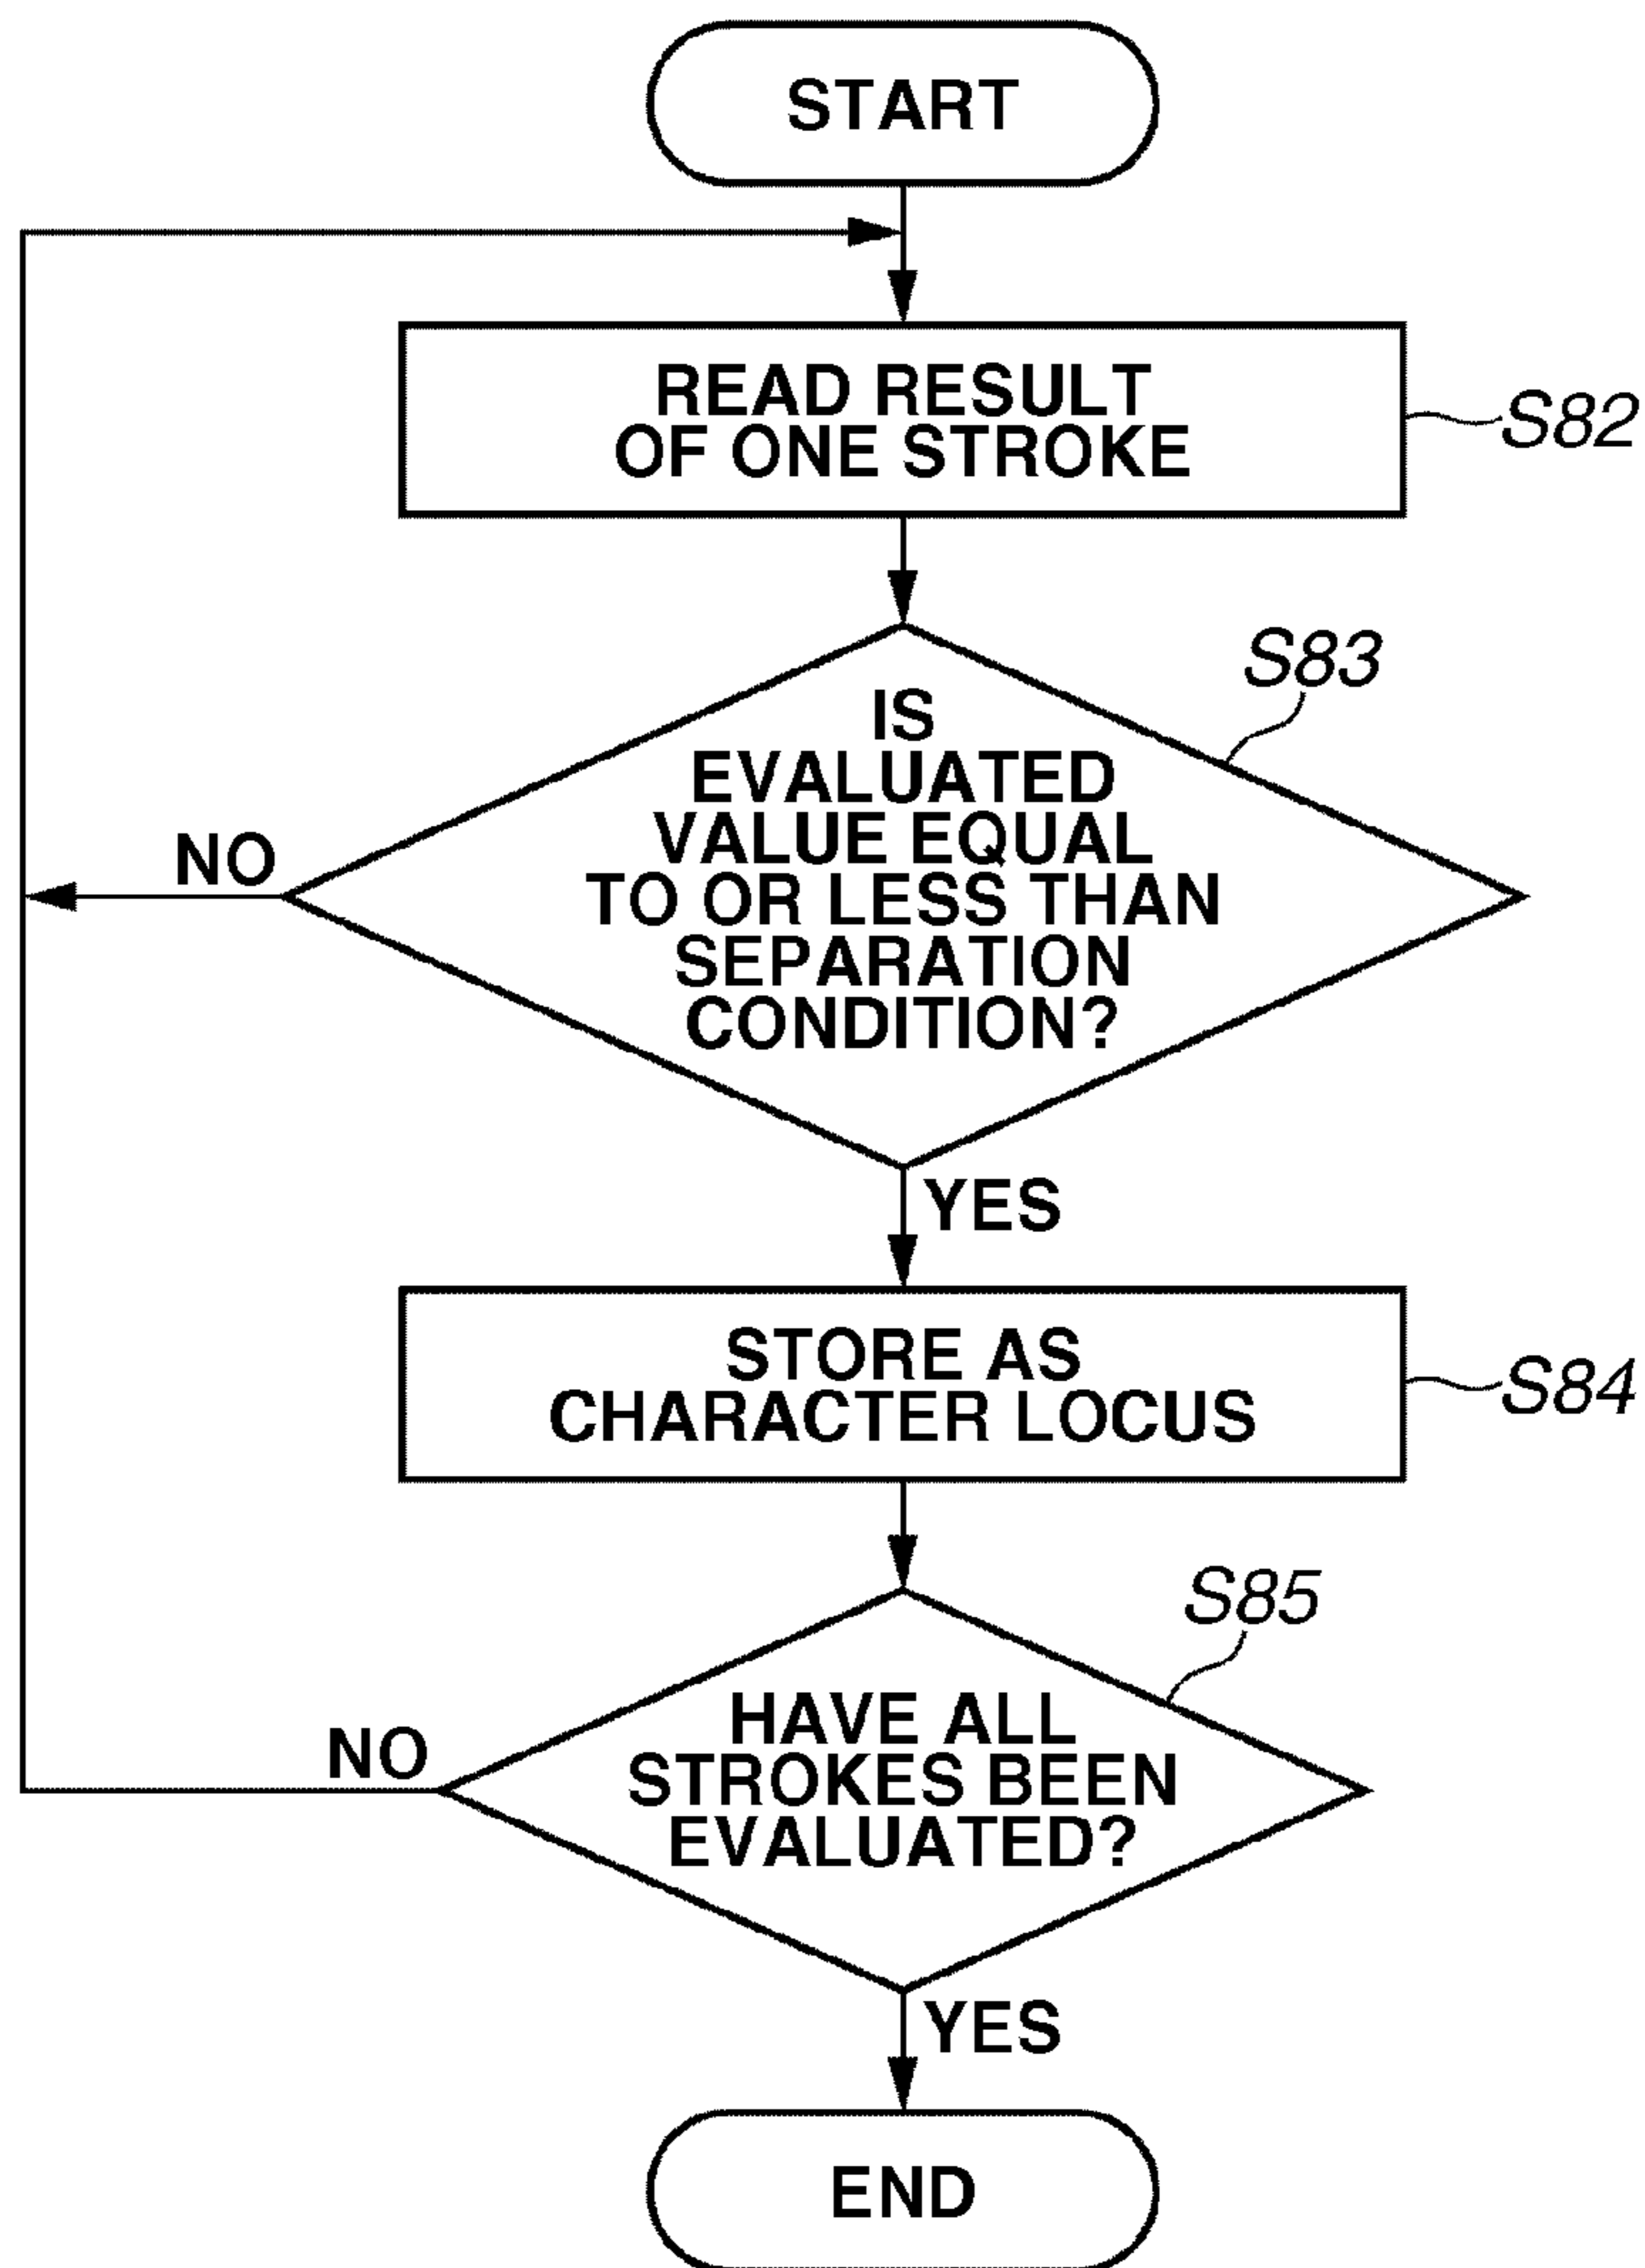 START
READ RESULT
OF ONE STROKE
S82
S83
IS
EVALUATED
VALUE EQUAL
TO OR LESS THAN
SEPARATION
CONDITION?
NO
YES
STORE AS
CHARACTER LOCUS
S84
S85
HAVE ALL
STROKES BEEN
EVALUATED?
NO
YES
END